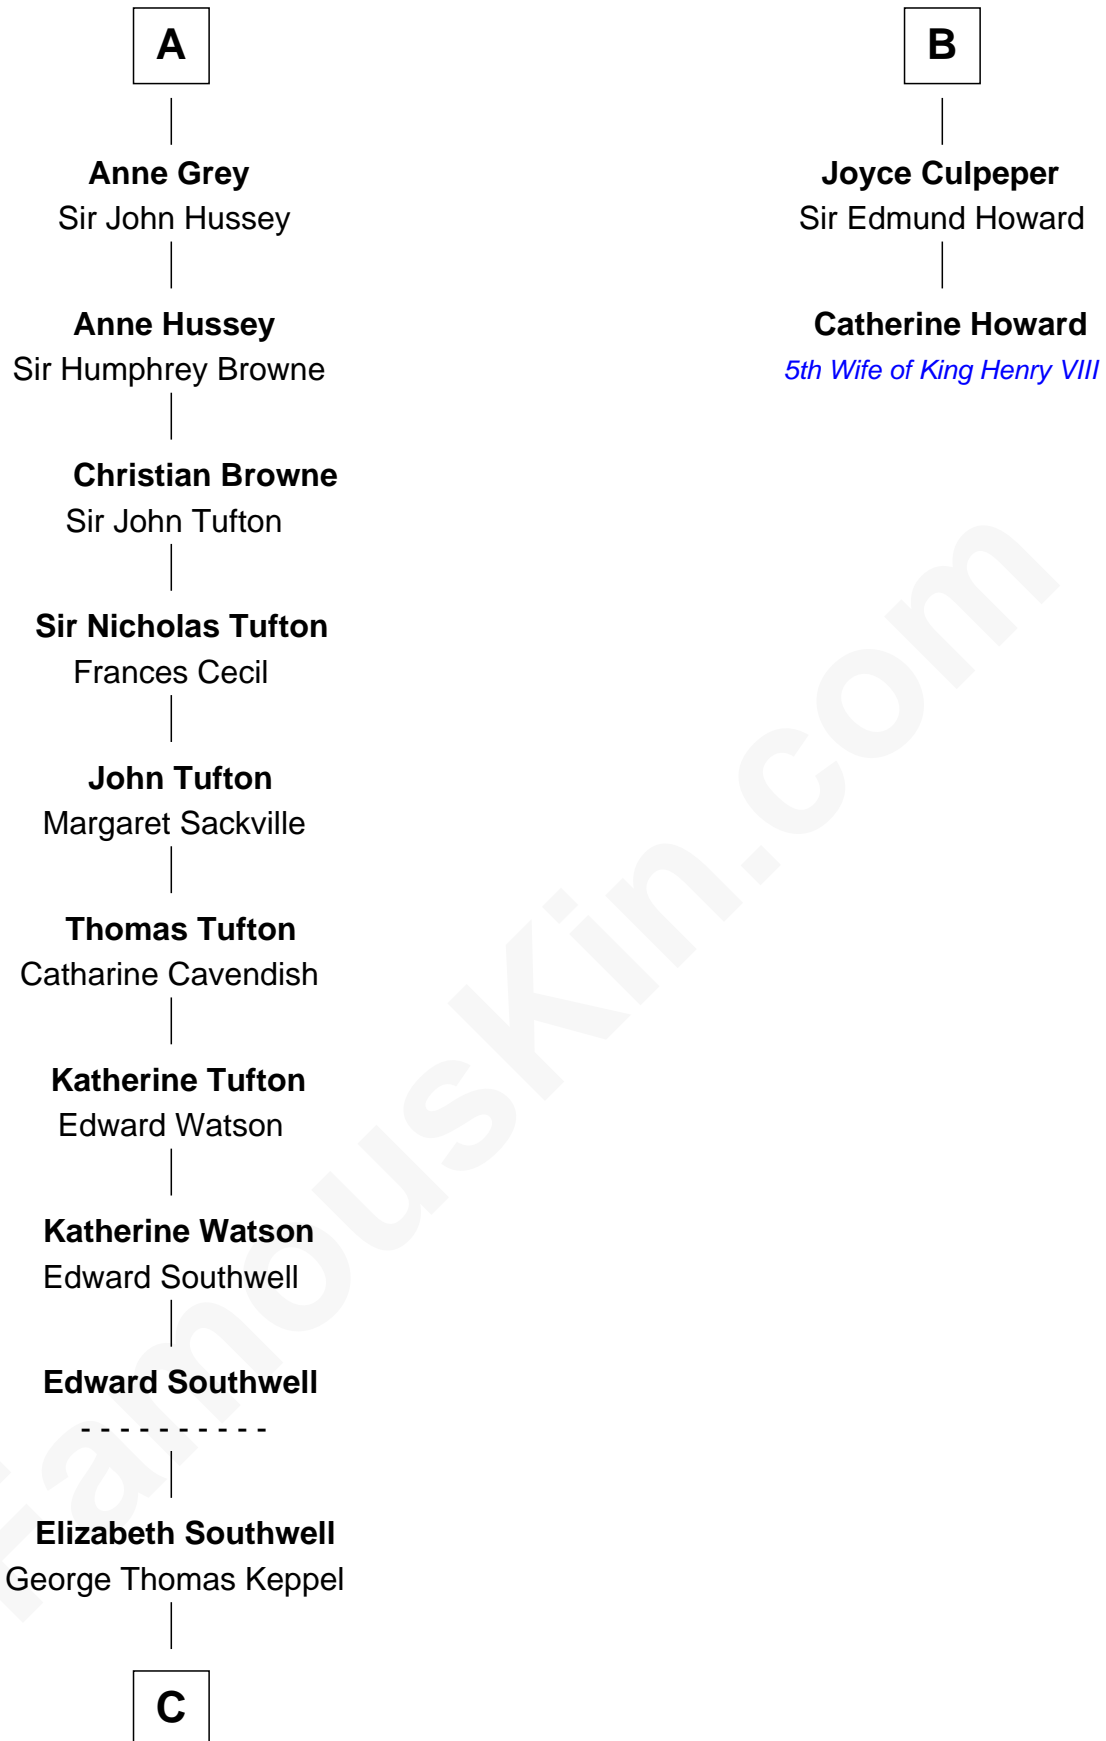 A
Anne Grey
Sir John Hussey
Anne Hussey
Sir Humphrey Browne
Christian Browne
Sir John Tufton
Sir Nicholas Tufton
Frances Cecil
John Tufton
Margaret Sackville
Thomas Tufton
Catharine Cavendish
Katherine Tufton
Edward Watson
Katherine Watson
Edward Southwell
Edward Southwell
- - - - - - - - - -
Elizabeth Southwell
George Thomas Keppel
C
B
Joyce Culpeper
Sir Edmund Howard
Catherine Howard
5th Wife of King Henry VIII
FamousKin.com